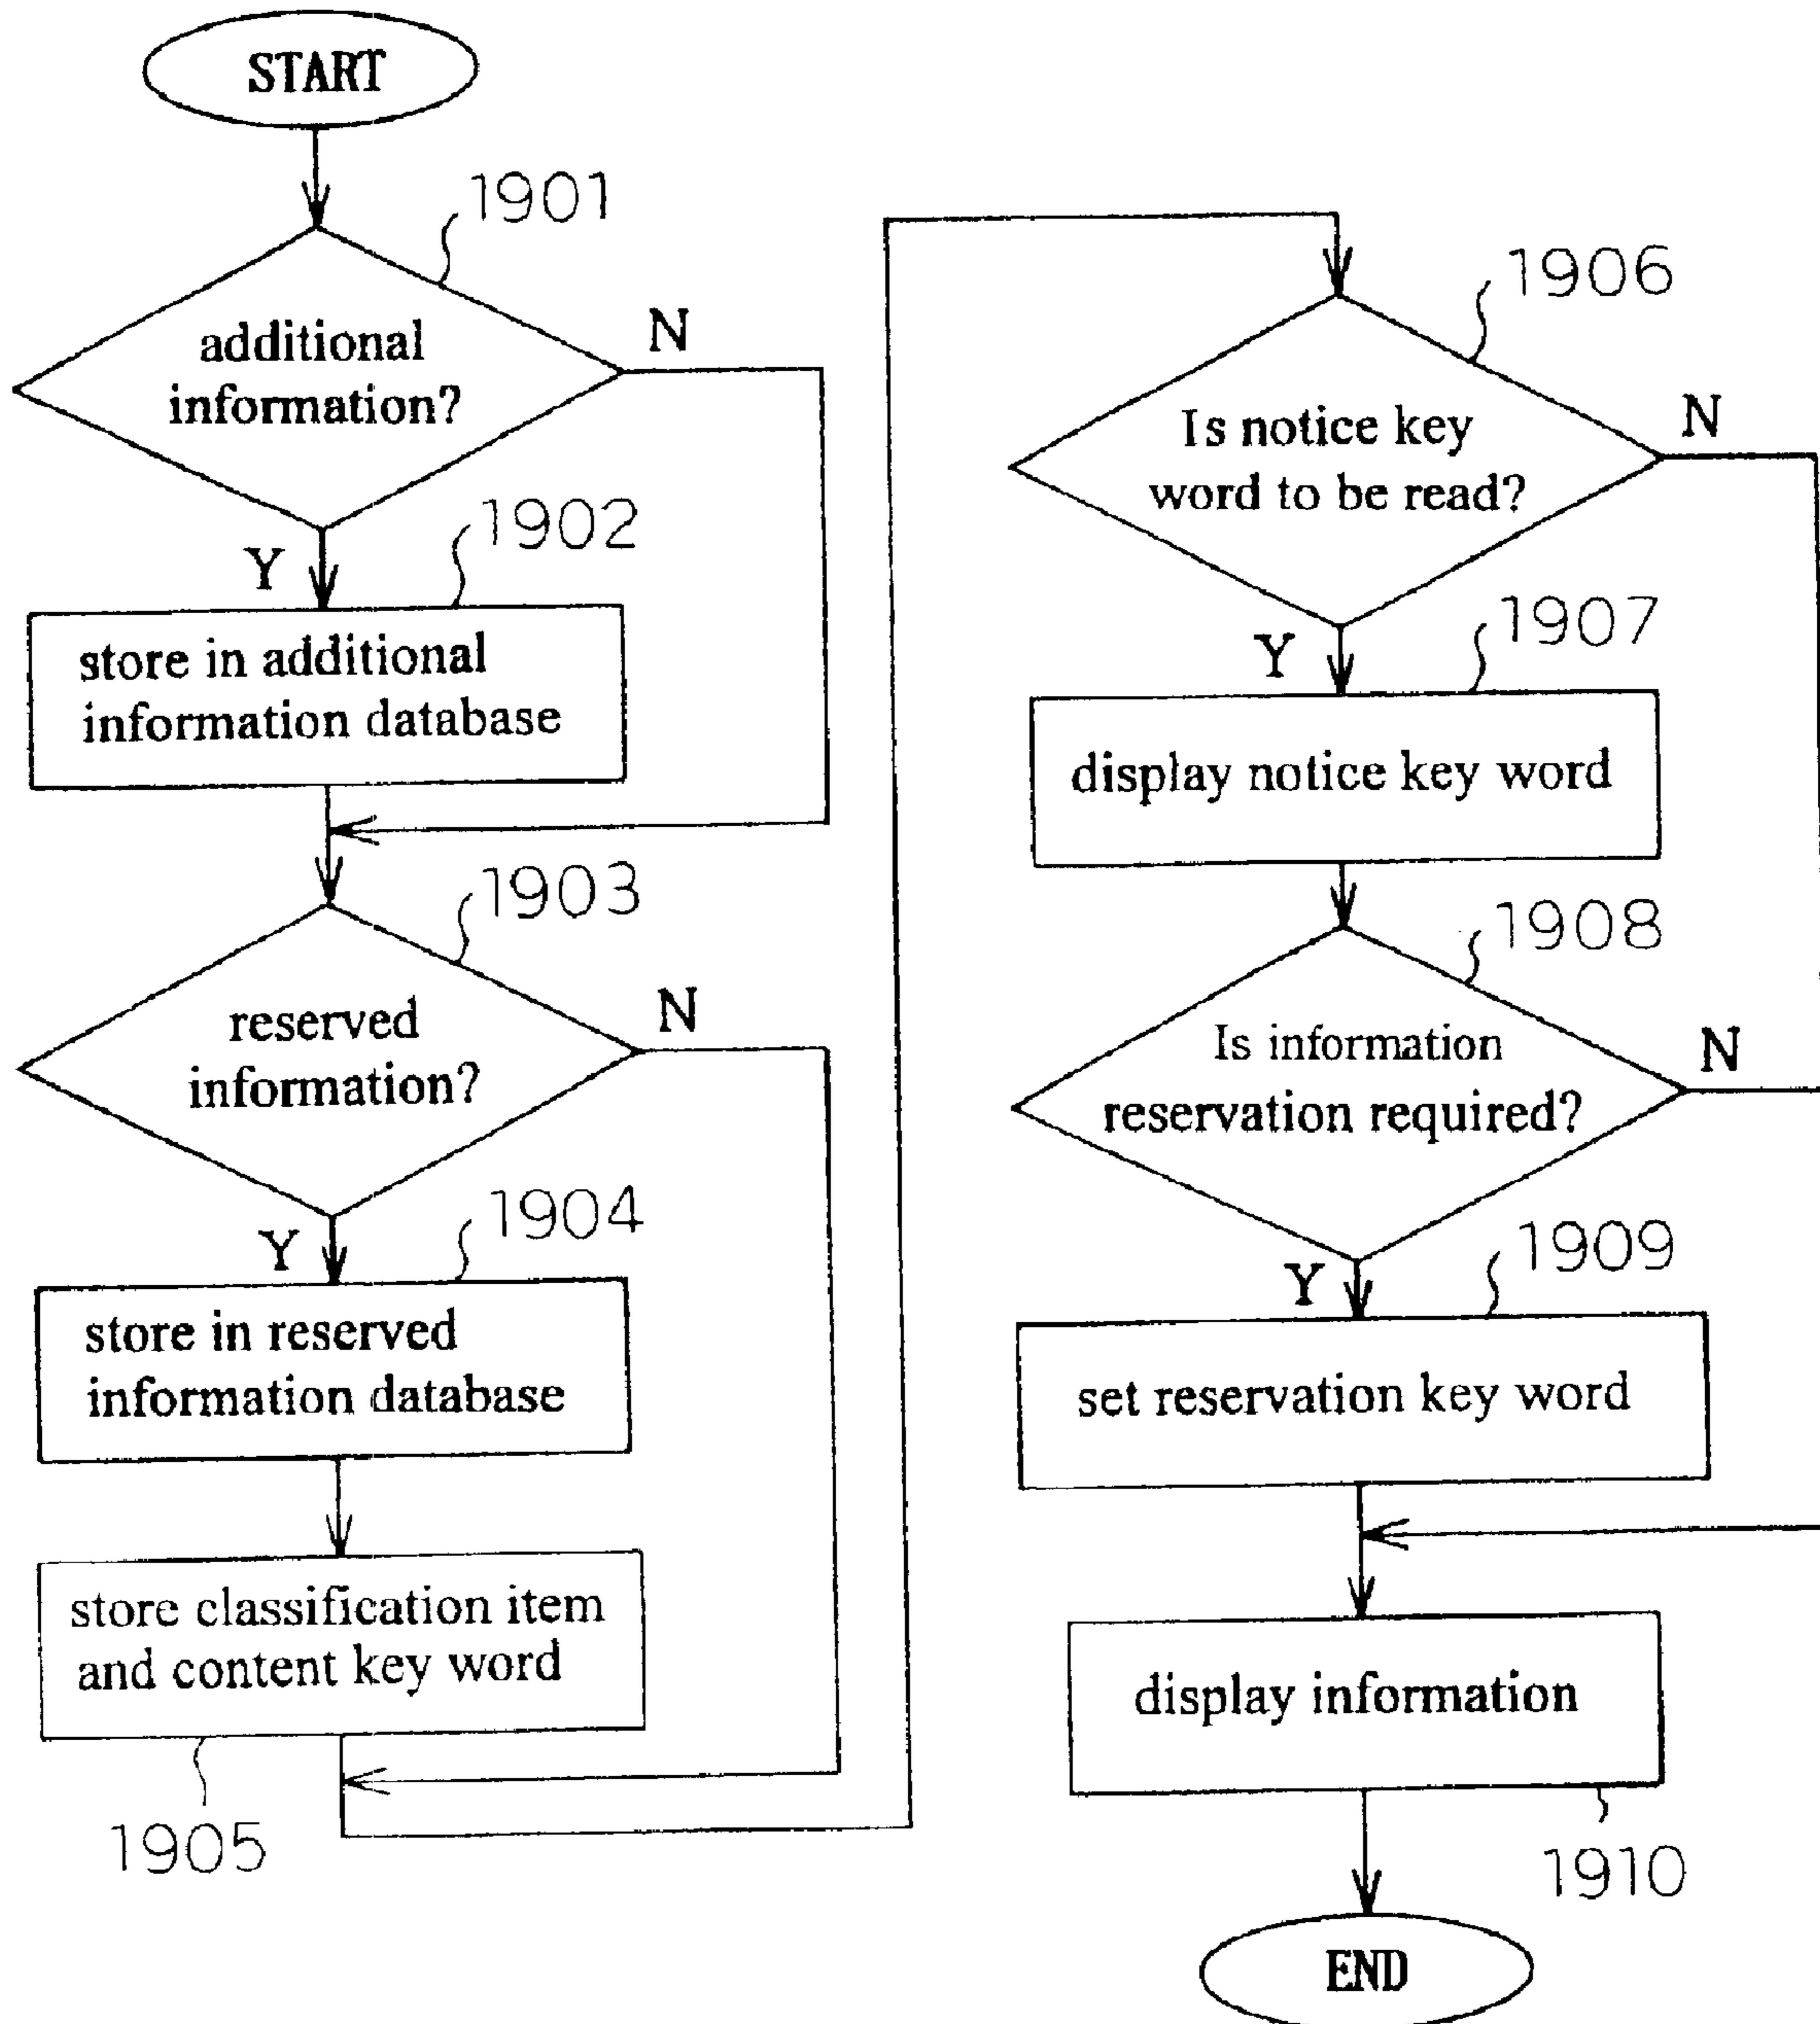 START
1901
additional
information?
N
Y
1902
store in additional
information database
1903
reserved
information?
N
Y
1904
store in reserved
information database
store classification item
and content key word
1905
1906
Is notice key
word to be read?
N
Y
1907
display notice key word
1908
Is information
reservation required?
N
Y
1909
set reservation key word
display information
1910
END